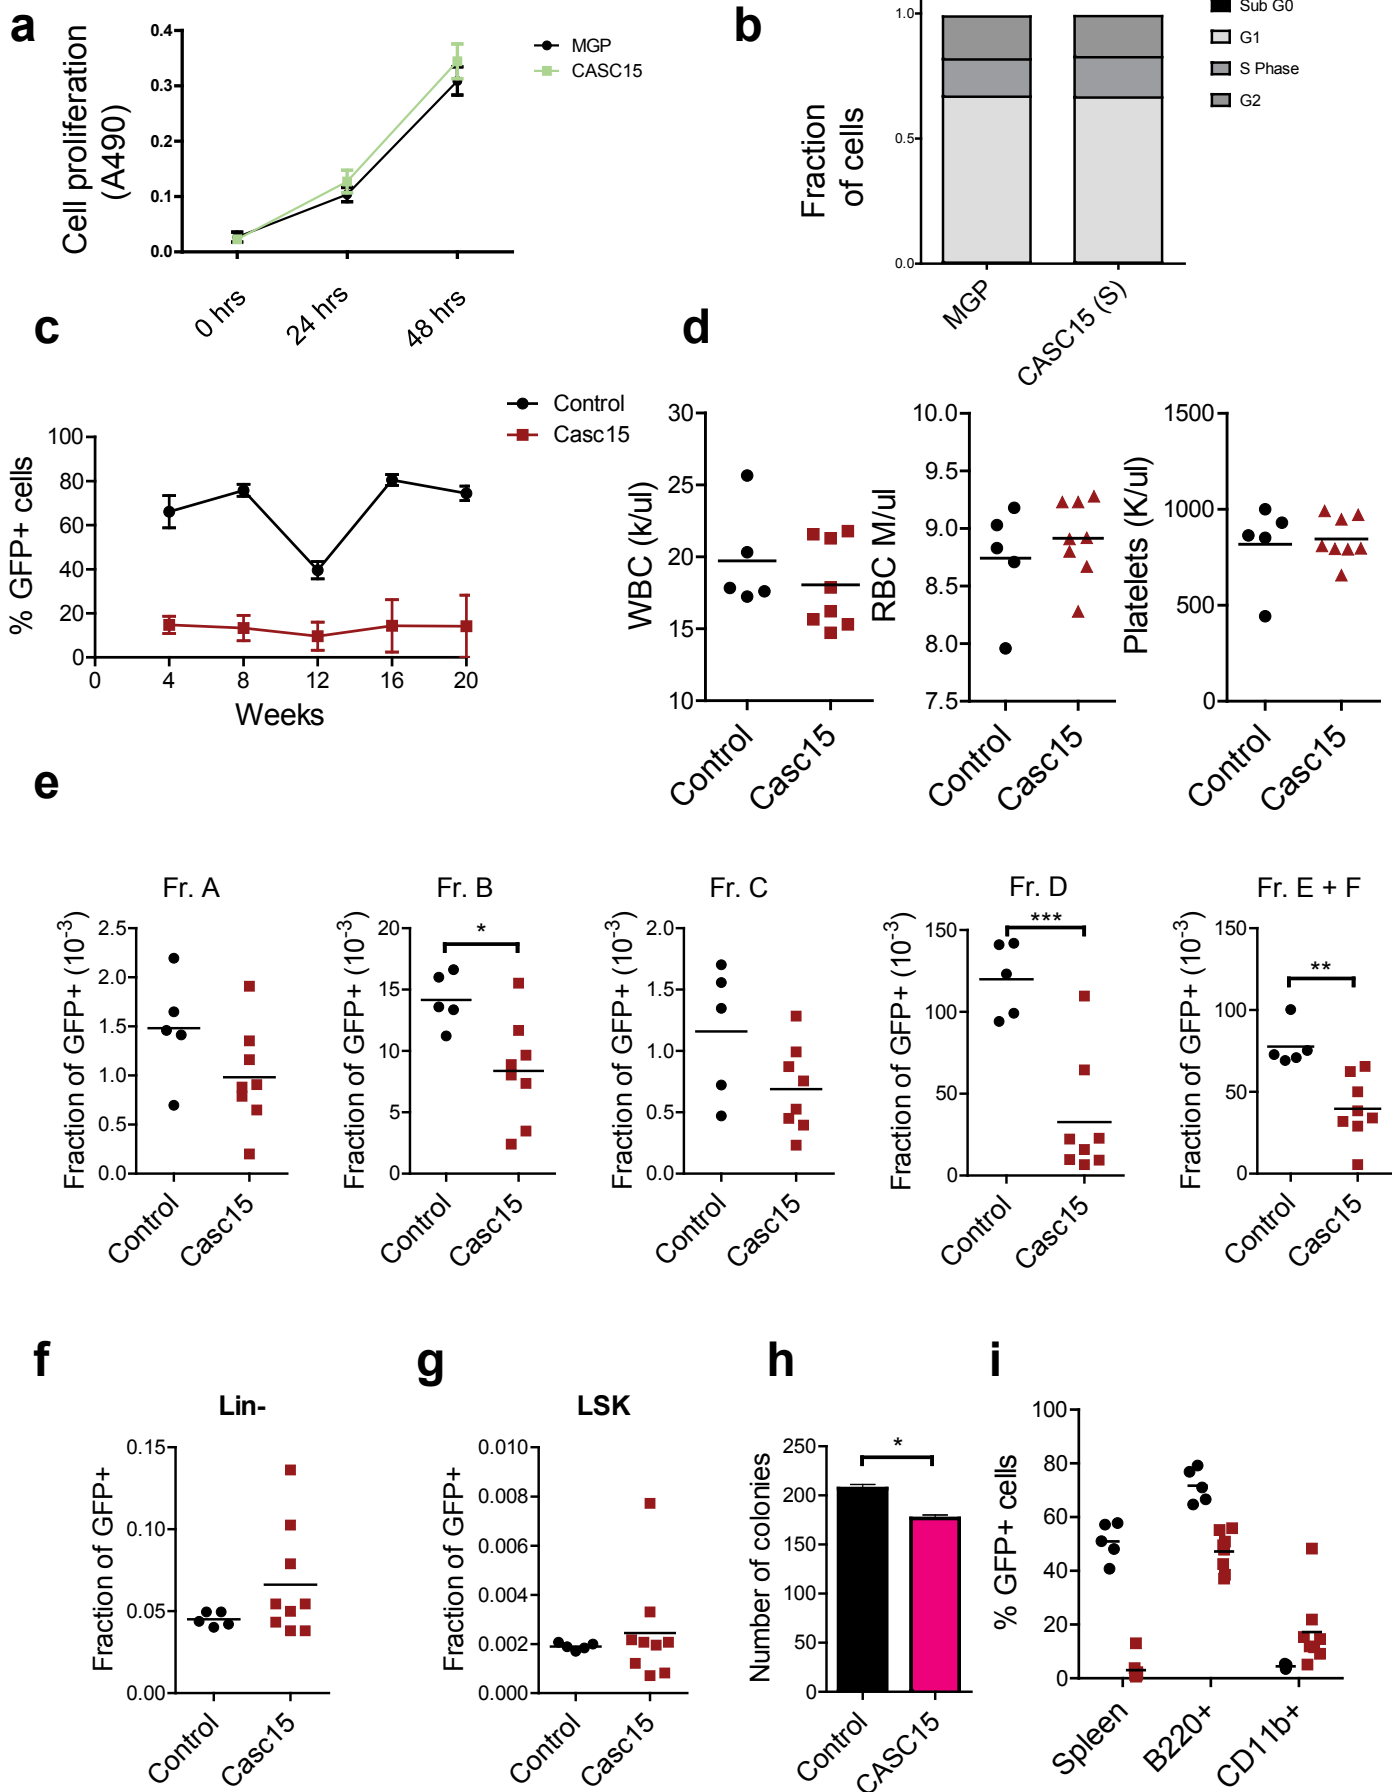 a
Cell proliferation
(A490)
0.4
0.3
0.2
0.1
0.0
0 hrs
24 hrs
48 hrs
MGP
CASC15
b
Fraction
of cells
1.0
0.5
0.0
MGP
CASC15 (S)
Sub G0
G1
S Phase
G2
c
% GFP+ cells
100
80
60
40
20
0
0
4
8
12
16
20
Weeks
Control
Casc15
d
WBC (k/ul)
30
25
20
15
10
Control
Casc15
RBC M/ul
10.0
9.5
9.0
8.5
8.0
7.5
Control
Casc15
Platelets (K/ul)
1500
1000
500
0
Control
Casc15
e
Fr. A
Fraction of GFP+ (10-3)
2.5
2.0
1.5
1.0
0.5
0.0
Control
Casc15
Fr. B
Fraction of GFP+ (10-3)
20
15
10
5
0
*
Control
Casc15
Fr. C
Fraction of GFP+ (10-3)
2.0
1.5
1.0
0.5
0.0
Control
Casc15
Fr. D
Fraction of GFP+ (10-3)
150
100
50
0
***
Control
Casc15
Fr. E + F
Fraction of GFP+ (10-3)
150
100
50
0
**
Control
Casc15
f
Lin-
Fraction of GFP+
0.15
0.10
0.05
0.00
Control
Casc15
g
LSK
Fraction of GFP+
0.010
0.008
0.006
0.004
0.002
0.000
Control
Casc15
h
Number of colonies
250
200
150
100
50
0
*
Control
CASC15
i
% GFP+ cells
100
80
60
40
20
0
Spleen
B220+
CD11b+